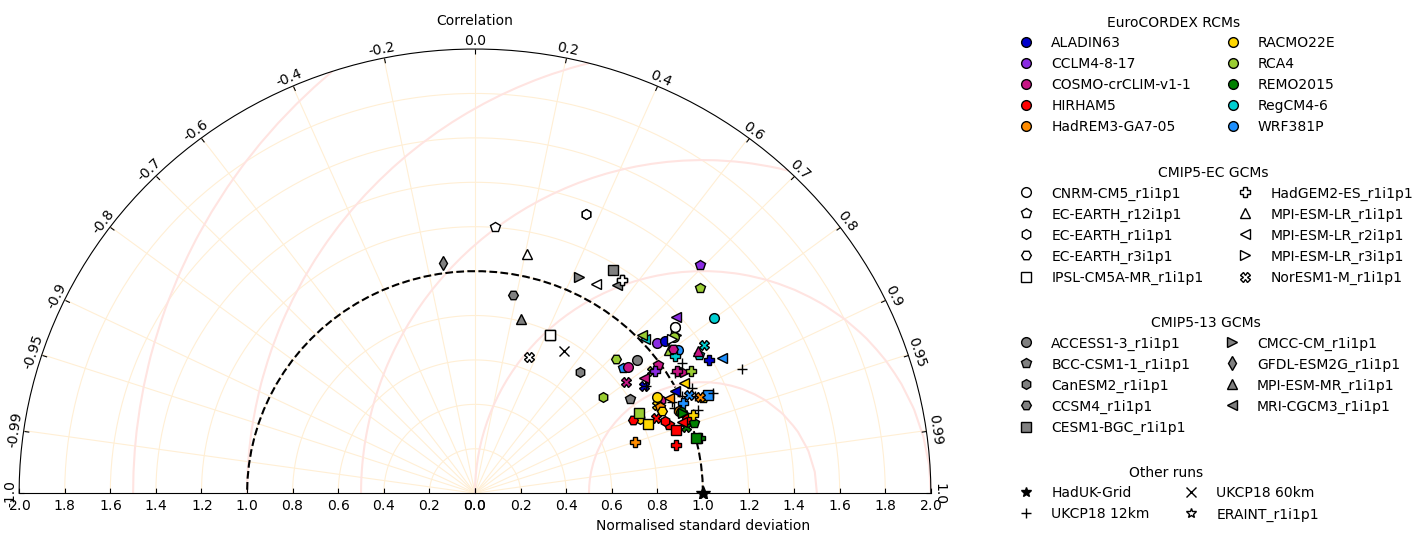 Correlation
-0.2 0.0 0.2
-0.4 0.4
-0.6 0.6
-0.7 0.7
-0.8 0.8
-0.9 0.9
-0.95 0.95
-0.99 0.99
-1.0 1.0
2.0 1.8 1.6 1.4 1.2 1.0 0.8 0.6 0.4 0.2 0.0 0.2 0.4 0.6 0.8 1.0 1.2 1.4 1.6 1.8 2.0
Normalised standard deviation
EuroCORDEX RCMs
ALADIN63 RACMO22E
CCLM4-8-17 RCA4
COSMO-crCLIM-v1-1 REMO2015
HIRHAM5 RegCM4-6
HadREM3-GA7-05 WRF381P
CMIP5-EC GCMs
CNRM-CM5_r1i1p1 HadGEM2-ES_r1i1p1
EC-EARTH_r12i1p1 MPI-ESM-LR_r1i1p1
EC-EARTH_r1i1p1 MPI-ESM-LR_r2i1p1
EC-EARTH_r3i1p1 MPI-ESM-LR_r3i1p1
IPSL-CM5A-MR_r1i1p1 NorESM1-M_r1i1p1
CMIP5-13 GCMs
ACCESS1-3_r1i1p1 CMCC-CM_r1i1p1
BCC-CSM1-1_r1i1p1 GFDL-ESM2G_r1i1p1
CanESM2_r1i1p1 MPI-ESM-MR_r1i1p1
CCSM4_r1i1p1 MRI-CGCM3_r1i1p1
CESM1-BGC_r1i1p1
Other runs
HadUK-Grid UKCP18 60km
UKCP18 12km ERAINT_r1i1p1